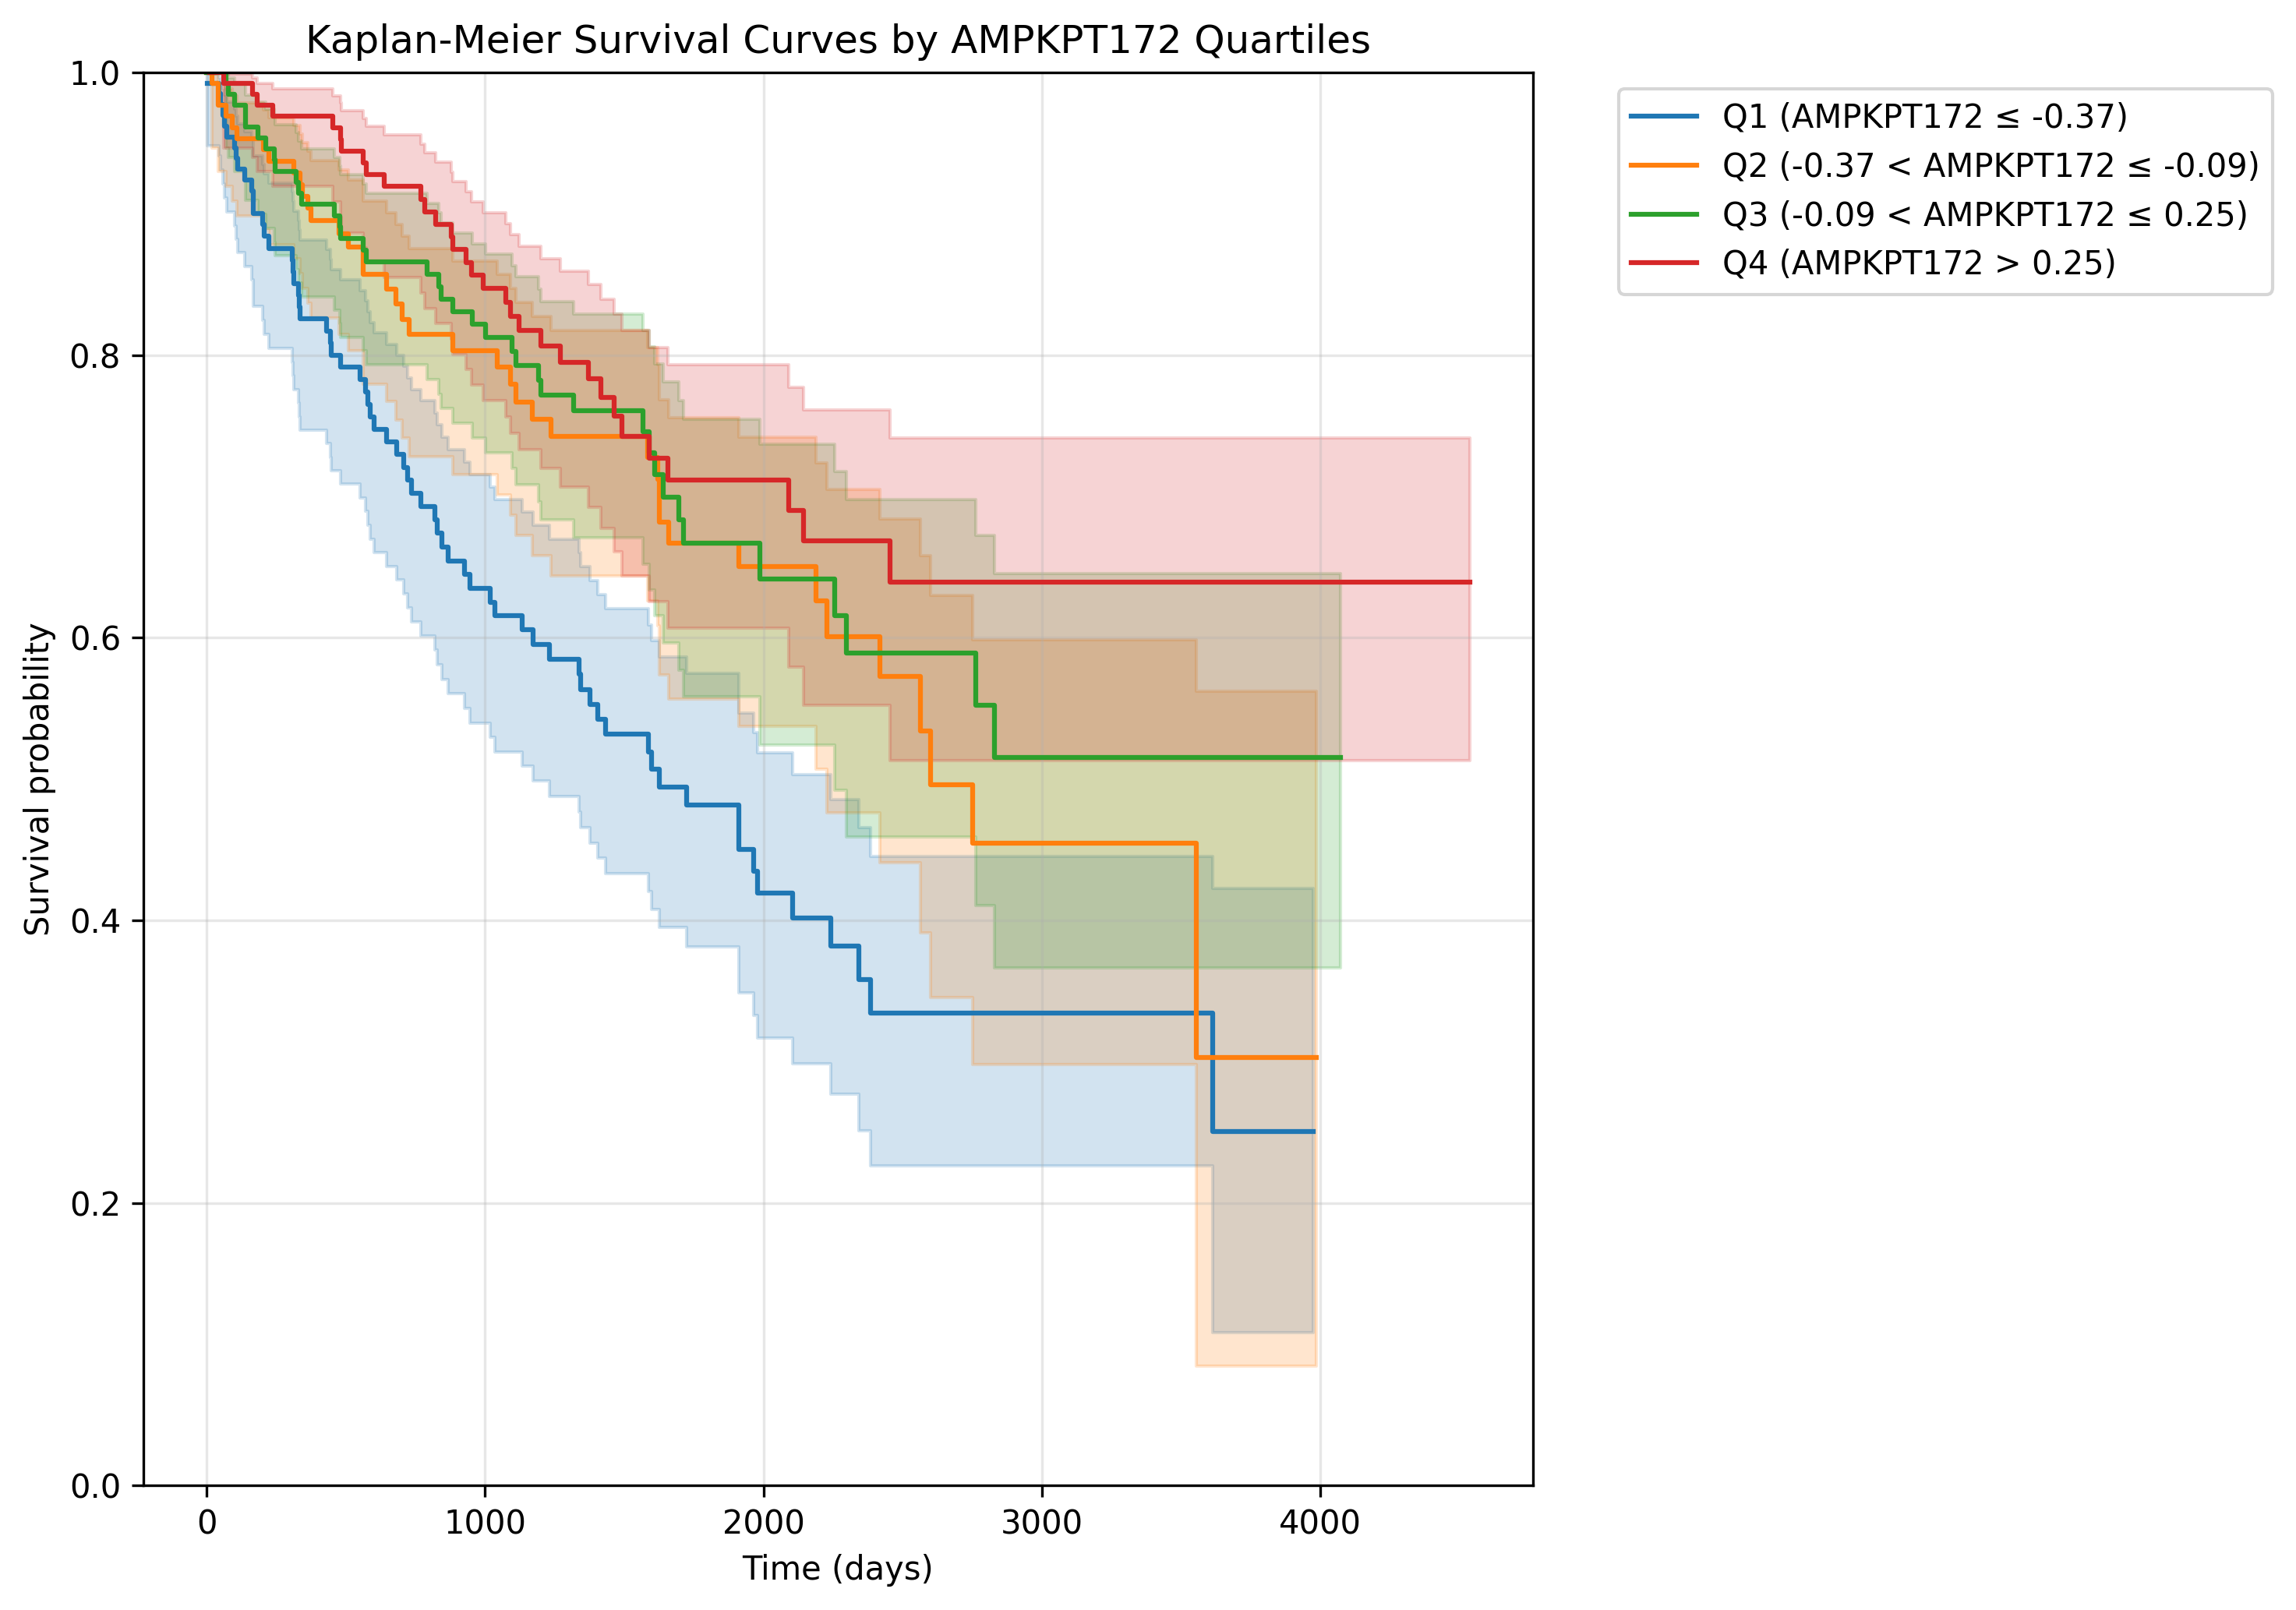 Kaplan-Meier Survival Curves by AMPKPT172 Quartiles
1.0
0.8
0.6
0.4
0.2
0.0
Survival probability
0 1000 2000 3000 4000
Time (days)
Q1 (AMPKPT172 ≤ -0.37)
Q2 (-0.37 < AMPKPT172 ≤ -0.09)
Q3 (-0.09 < AMPKPT172 ≤ 0.25)
Q4 (AMPKPT172 > 0.25)